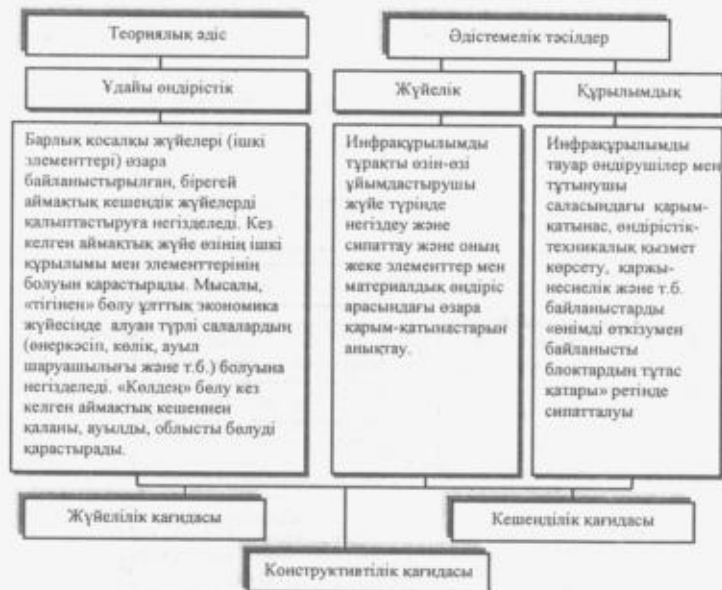 Теориялық әдіс
Әдістемелік тәсілдер
Ұдайы өндірістік
Жүйелік
Құрылымдық
Барлық қосалқы жүйелері (ішкі
элементтері) өзара
байланыстырылған, бірегей
аймақтық кешендік жүйелерді
қалыптастыруға негізделеді. Кез
келген аймақтық жүйе өзінің ішкі
құрылымы мен элементтерінің
болуын қарастырады. Мысалы,
«тігінен» бөлу ұлттық экономика
жүйесінде алуан түрлі салалардың
(өнеркәсіп, көлік, ауыл
шаруашылығы және т.б.) болуына
негізделеді. «Көлдең» бөлу кез
келген аймақтық кешеннен
қаланы, ауылды, облысты бөлуді
қарастырады.
Инфрақұрылымды
тұрақты өзін-өзі
ұйымдастырушы
жүйе түрінде
негіздеу және
сипаттау және оның
жеке элементтер мен
материалдық өндіріс
арасындағы өзара
қарым-қатынастарын
анықтау.
Инфрақұрылымды
тауар өндірушілер мен
тұтынушы
саласындағы қарым-
қатынас, өндірістік-
техникалық қызмет
көрсету, қаржы-
несиелік және т.б.
байланыстарды
«өнімді өткізумен
байланысты
блоктардың тұтас
қатары» ретінде
сипатталуы
Жүйелілік қағидасы
Кешенділік қағидасы
Конструктивтілік қағидасы